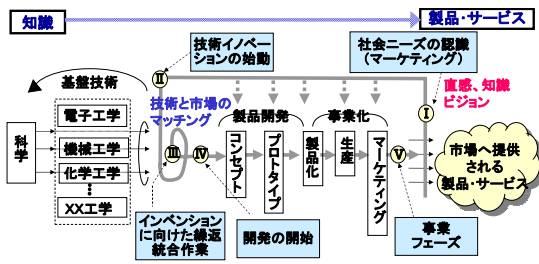 知識
製品・サービス
技術イノベー
ションの始動
社会ニーズの認識
(マーケティング)
基盤技術
Ⅱ
技術と市場の
マッチング
直感、知識
ビジョン
Ⅰ
製品開発
事業化
科学
電子工学
機械工学
化学工学
XX工学
Ⅲ
Ⅳ
コンセプト
プロトタイプ
製品化
生産
マーケティング
Ⅴ
市場へ提供
される
製品・サービス
インベンション
に向けた繰返
統合作業
開発の開始
事業
フェーズ